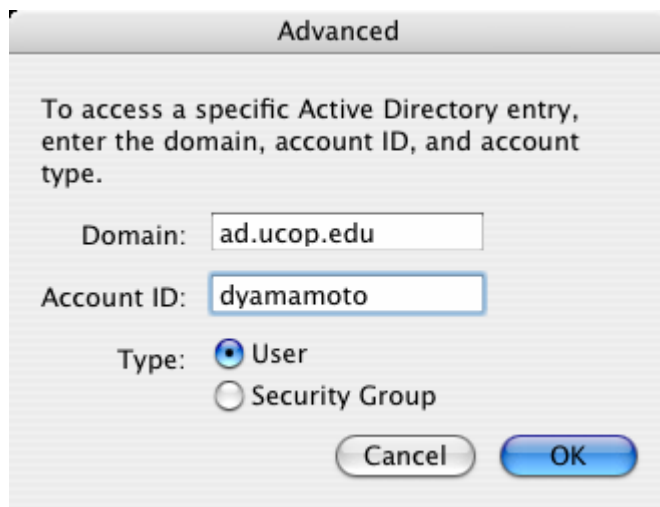 Advanced
To access a specific Active Directory entry,
enter the domain, account ID, and account
type.
Domain: ad.ucop.edu
Account ID: dyamamoto
Type: User
Security Group
Cancel OK